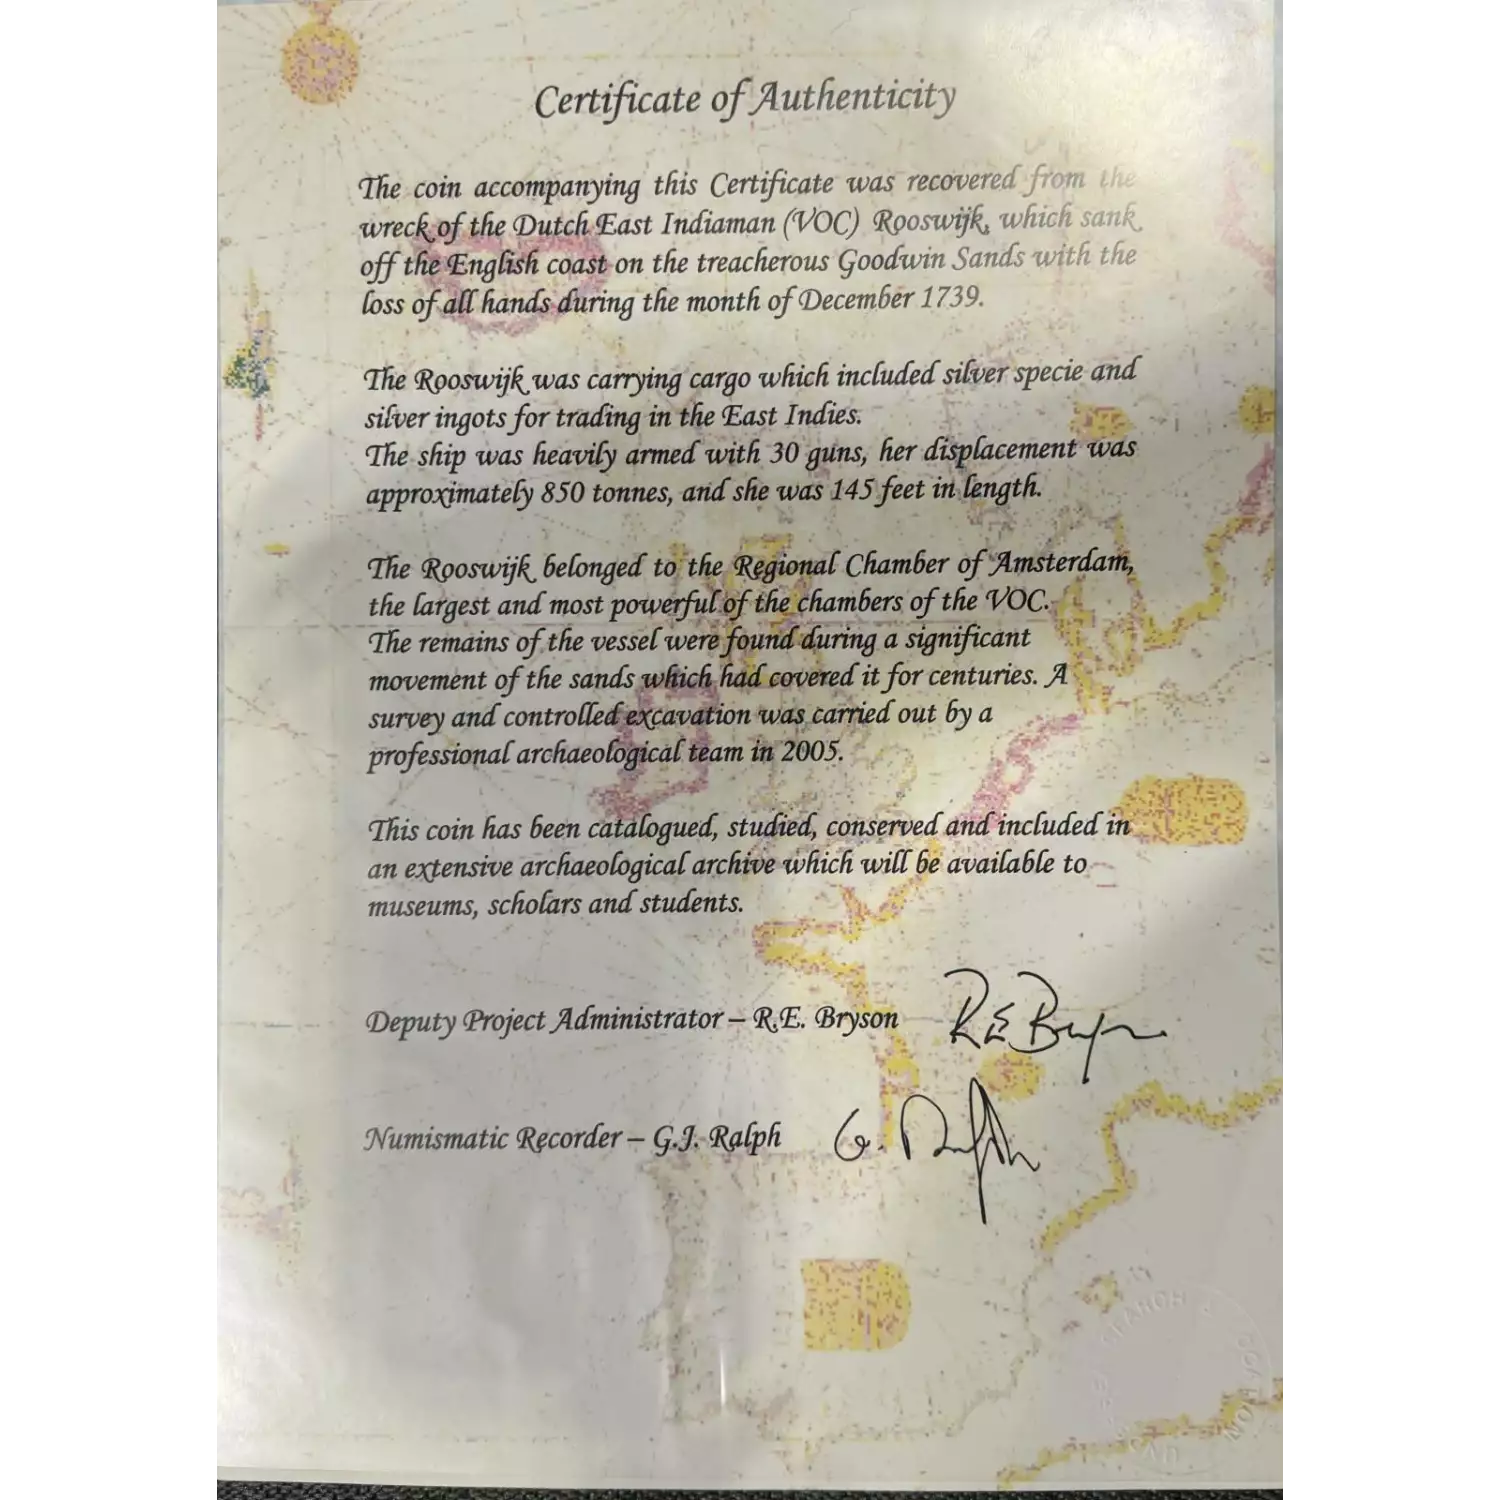 Certificate of Authenticity
The coin accompanying this Certificate was recovered from the
wreck of the Dutch East Indiaman (VOC) Rooswijk, which sank
off the English coast on the treacherous Goodwin Sands with the
loss of all hands during the month of December 1739.
The Rooswijk was carrying cargo which included silver specie and
silver ingots for trading in the East Indies.
The ship was heavily armed with 30 guns, her displacement was
approximately 850 tonnes, and she was 145 feet in length.
The Rooswijk belonged to the Regional Chamber of Amsterdam,
the largest and most powerful of the chambers of the VOC.
The remains of the vessel were found during a significant
movement of the sands which had covered it for centuries. A
survey and controlled excavation was carried out by a
professional archaeological team in 2005.
This coin has been catalogued, studied, conserved and included in
an extensive archaeological archive which will be available to
museums, scholars and students.
Deputy Project Administrator – R.E. Bryson
R E Bryson
Numismatic Recorder – G.J. Ralph
G. Ralph